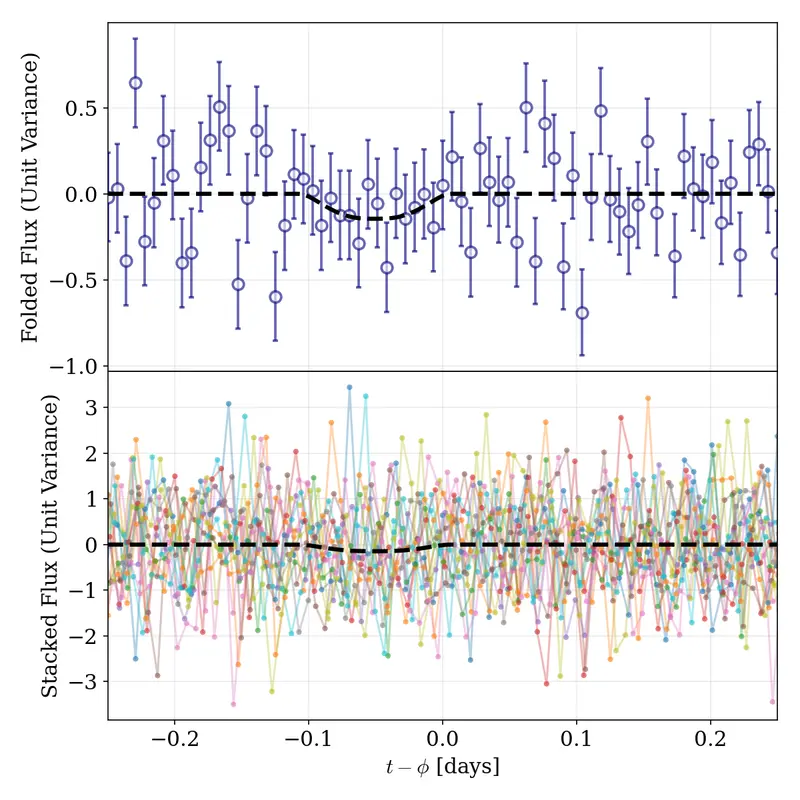 Folded Flux (Unit Variance)
0.5
0.0
−0.5
−1.0
Stacked Flux (Unit Variance)
3
2
1
0
−1
−2
−3
−0.2 −0.1 0.0 0.1 0.2
t − ϕ [days]